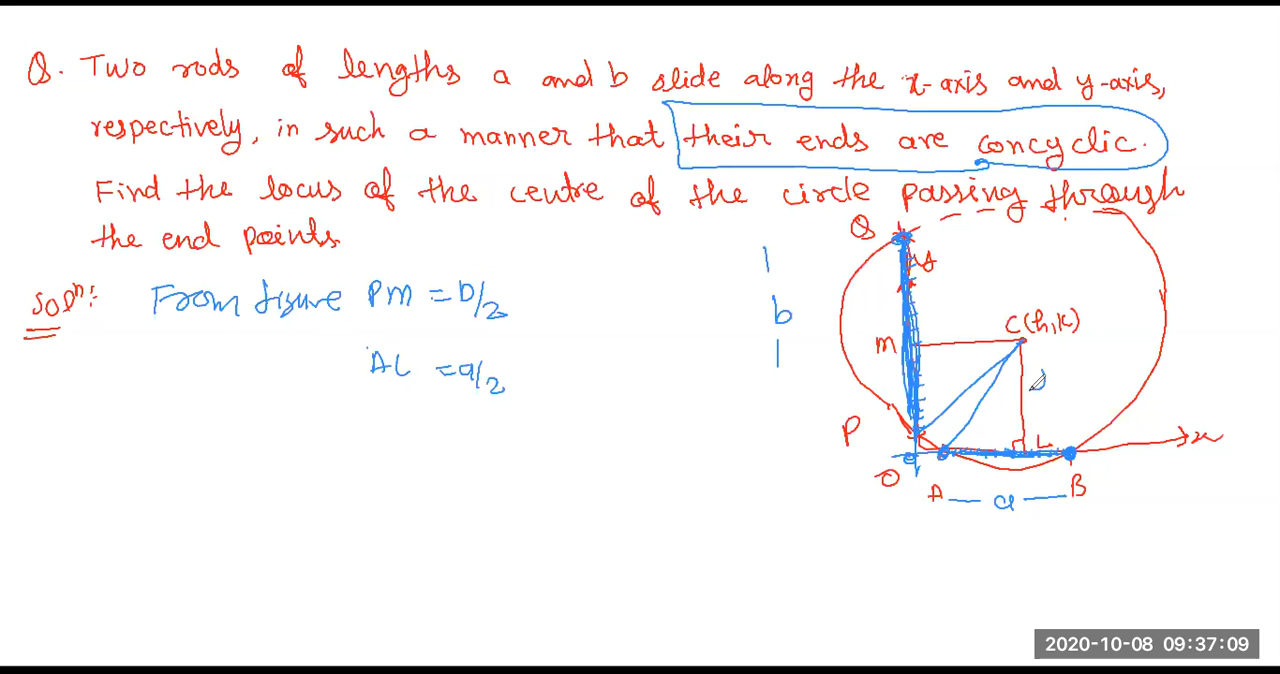 Q. Two rods of lengths a and b slide along the x-axis and y-axis,
respectively, in such a manner that their ends are concyclic.
Find the locus of the centre of the circle passing through
the end points.
Soln:
From figure PM = b/2
AL = a/2
Q
y
b
M
C(h,k)
P
L
x
O
A
a
B
2020-10-08 09:37:09